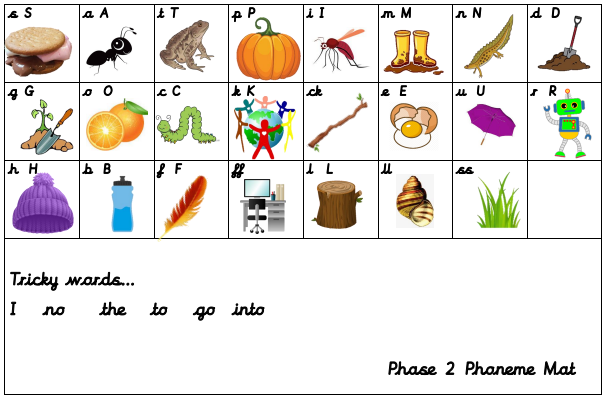 s S a A t T p P i I m M n N d D
g G o O c C k K ck e E u U r R
h H b B f F ff l L ll ss
Tricky words...
I no the to go into
Phase 2 Phoneme Mat